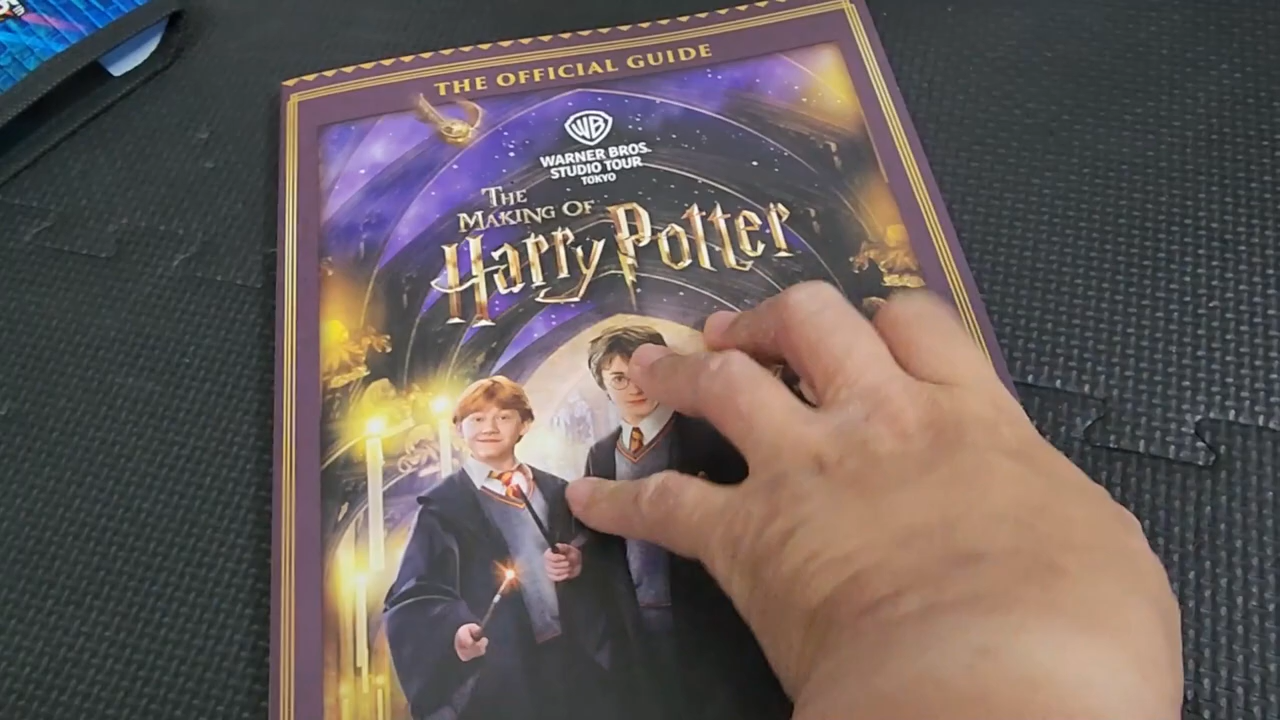 THE OFFICIAL GUIDE
WB
WARNER BROS.
STUDIO TOUR
TOKYO
THE
MAKING OF
Harry Potter